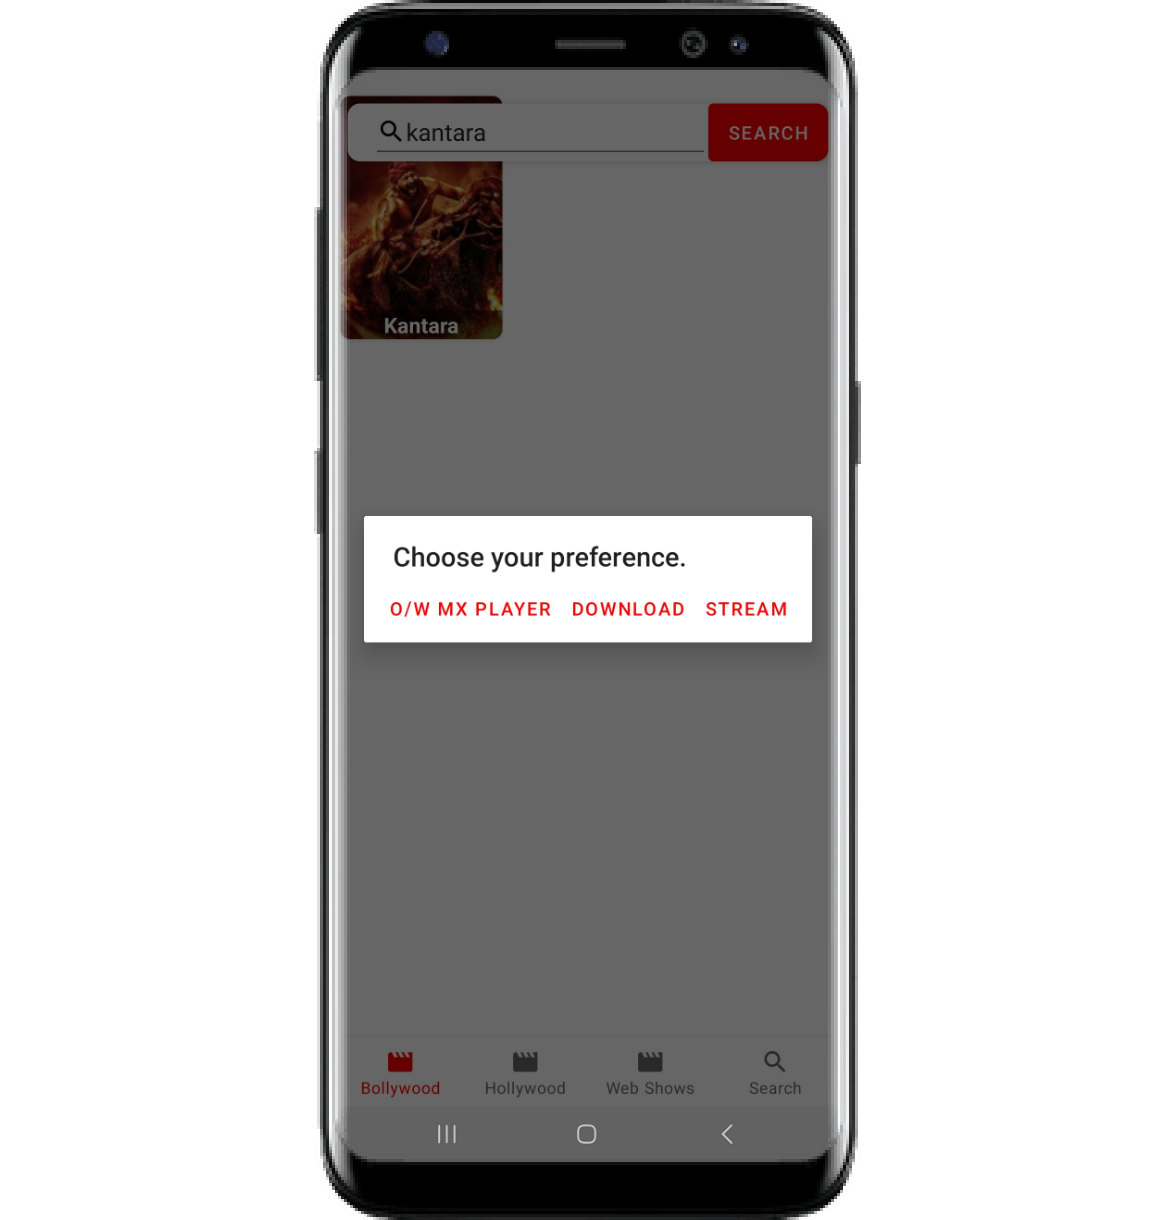 kantara
SEARCH
Kantara
Choose your preference.
O/W MX PLAYER DOWNLOAD STREAM
Bollywood Hollywood Web Shows Search